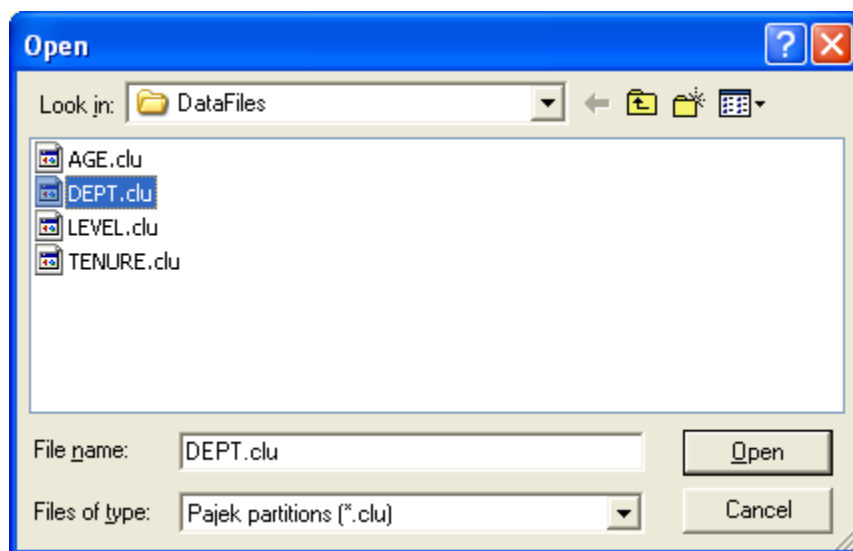 Open
Look in: DataFiles
AGE.clu
DEPT.clu
LEVEL.clu
TENURE.clu
File name: DEPT.clu Open
Files of type: Pajek partitions (*.clu) Cancel